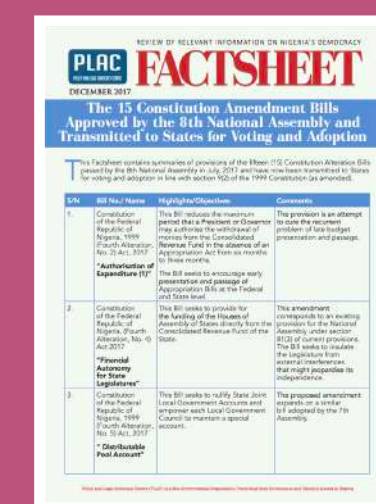 REVIEW OF RELEVANT INFORMATION ON NIGERIA'S DEMOCRACY
PLAC
FACTSHEET
DECEMBER 2017
The 15 Constitution Amendment Bills
Approved by the 8th National Assembly and
Transmitted to States for Voting and Adoption
This Factsheet contains summaries of provisions of the fifteen (15) Constitution Alteration Bills
passed by the 8th National Assembly in July, 2017 and have now been transmitted to States
for voting and adoption in line with section 9(2) of the 1999 Constitution (as amended).
S/N Bill No./ Name Highlights/Objectives Comments
1. Constitution
of the Federal
Republic of
Nigeria, 1999
(Fourth Alteration,
No. 2) Act, 2017
"Authorisation of
Expenditure (1)"
This Bill reduces the maximum
period that a President or Governor
may authorise the withdrawal of
monies from the Consolidated
Revenue Fund in the absence of an
Appropriation Act from six months
to three months.
The Bill seeks to encourage early
presentation and passage of
Appropriation Bills at the Federal
and State level.
The provision is an attempt
to cure the recurrent
problem of late budget
presentation and passage.
2. Constitution
of the Federal
Republic of
Nigeria, (Fourth
Alteration, No. 4)
Act 2017
"Financial
Autonomy
for State
Legislatures"
This Bill seeks to provide for
the funding of the Houses of
Assembly of States directly from the
Consolidated Revenue Fund of the
State.
This amendment
corresponds to an existing
provision for the National
Assembly under section
81(3) of current provisions.
The Bill seeks to insulate
the Legislature from
external interferences
that might jeopardise its
independence.
3. Constitution
of the Federal
Republic of
Nigeria, 1999
(Fourth Alteration,
No. 5) Act, 2017
" Distributable
Pool Account"
This Bill seeks to nullify State Joint
Local Government Accounts and
empower each Local Government
Council to maintain a special
account.
The proposed amendment
expands on a similar
bill adopted by the 7th
Assembly.